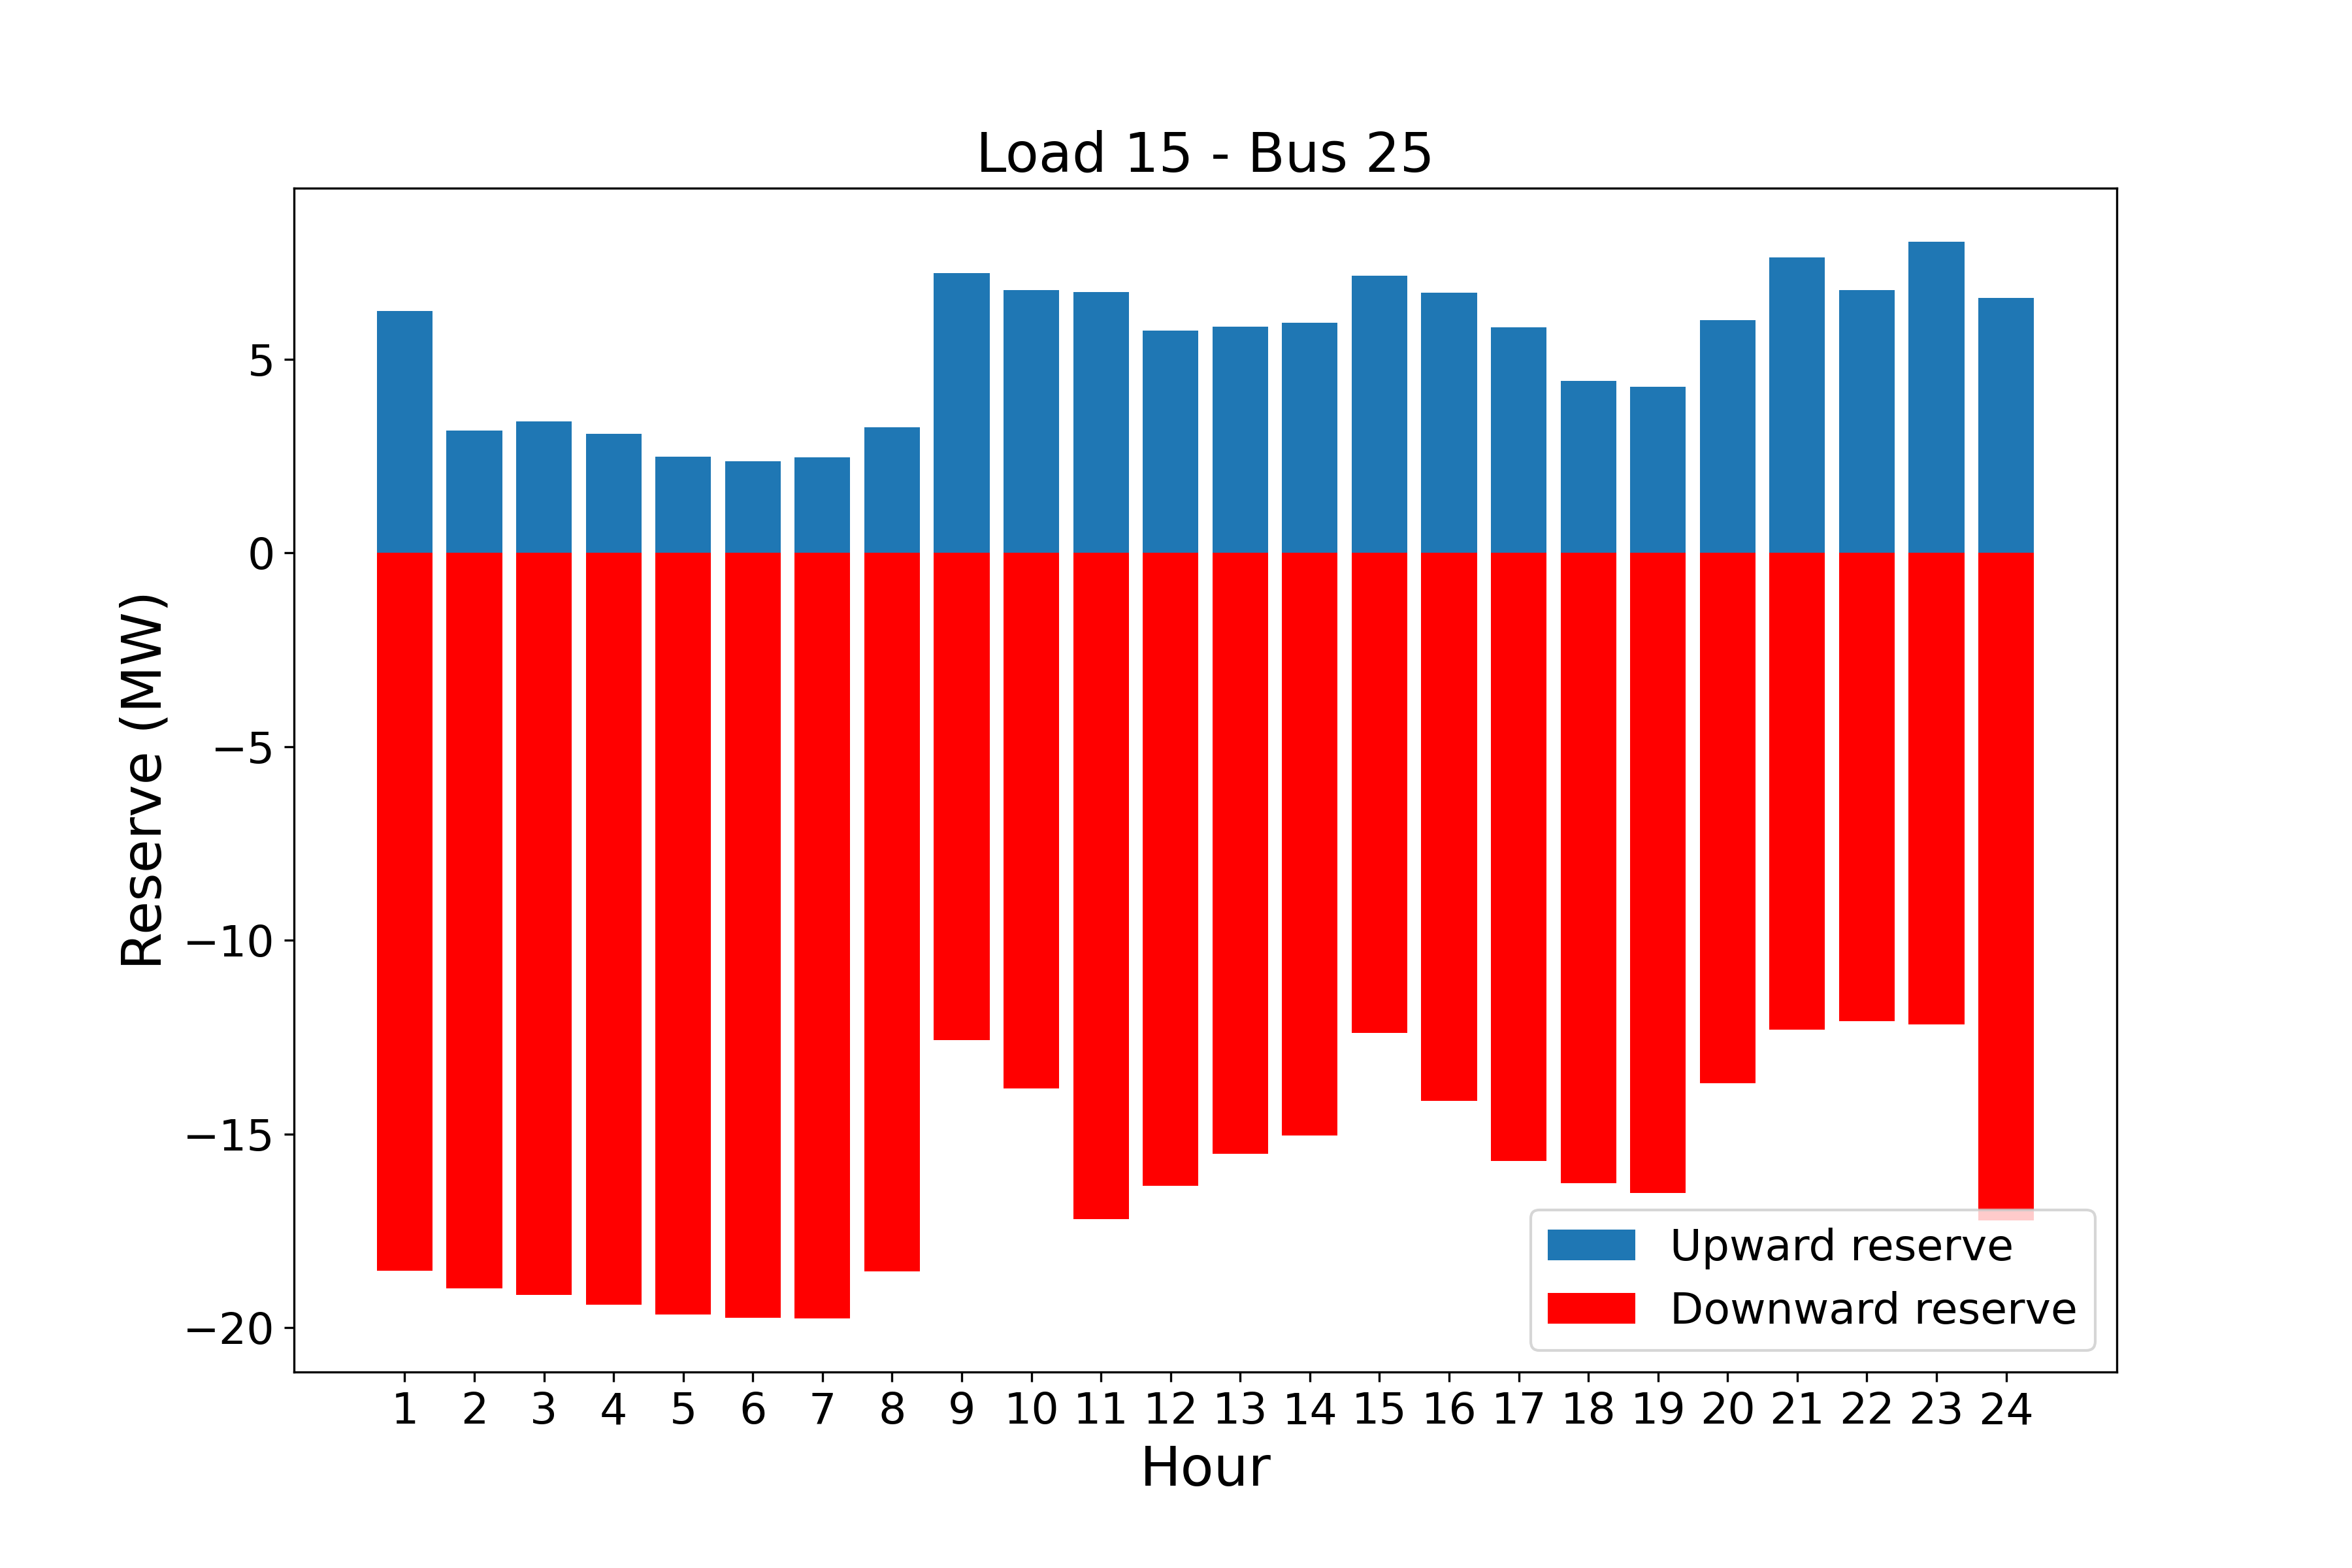 Load 15 - Bus 25
Reserve (MW)
5
0
−5
−10
−15
−20
Upward reserve
Downward reserve
1 2 3 4 5 6 7 8 9 10 11 12 13 14 15 16 17 18 19 20 21 22 23 24
Hour